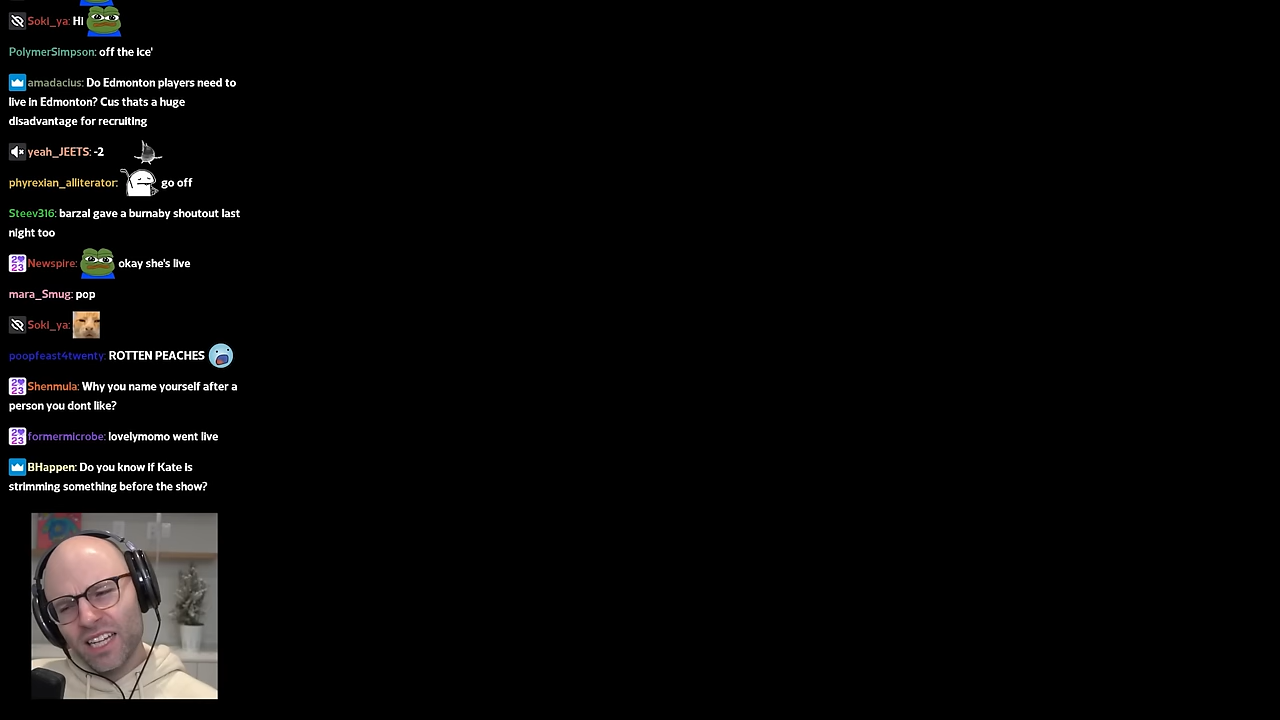 Soki_ya: Hi
PolymerSimpson: off the ice'
amadacius: Do Edmonton players need to
live in Edmonton? Cus thats a huge
disadvantage for recruiting
yeah_JEETS: -2
phyrexian_alliterator: go off
Steev316: barzal gave a burnaby shoutout last
night too
Newspire: okay she's live
mara_Smug: pop
Soki_ya:
poopfeast4twenty: ROTTEN PEACHES
Shenmula: Why you name yourself after a
person you dont like?
formermicrobe: lovelymomo went live
BHappen: Do you know if Kate is
strimming something before the show?